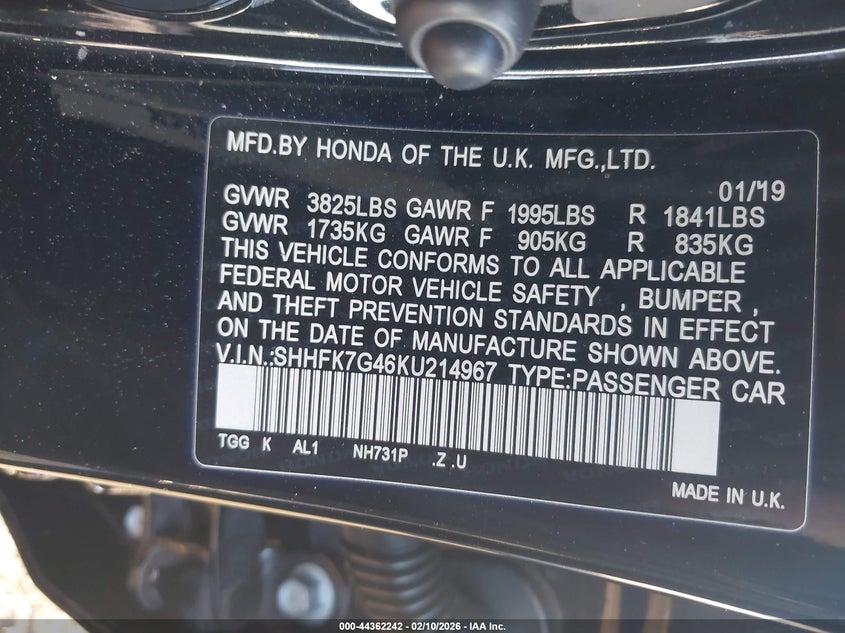 MFD.BY HONDA OF THE U.K. MFG.,LTD.
01/'19
GVWR 3825LBS GAWR F 1995LBS R 1841LBS
GVWR 1735KG GAWR F 905KG R 835KG
THIS VEHICLE CONFORMS TO ALL APPLICABLE
FEDERAL MOTOR VEHICLE SAFETY , BUMPER ,
AND THEFT PREVENTION STANDARDS IN EFFECT
ON THE DATE OF MANUFACTURE SHOWN ABOVE.
V.I.N.:SHHFK7G46KU214967 TYPE:PASSENGER CAR
TGG K AL1 NH731P .Z .U
MADE IN U.K.
000-44362242 - 02/10/2026 - IAA Inc.